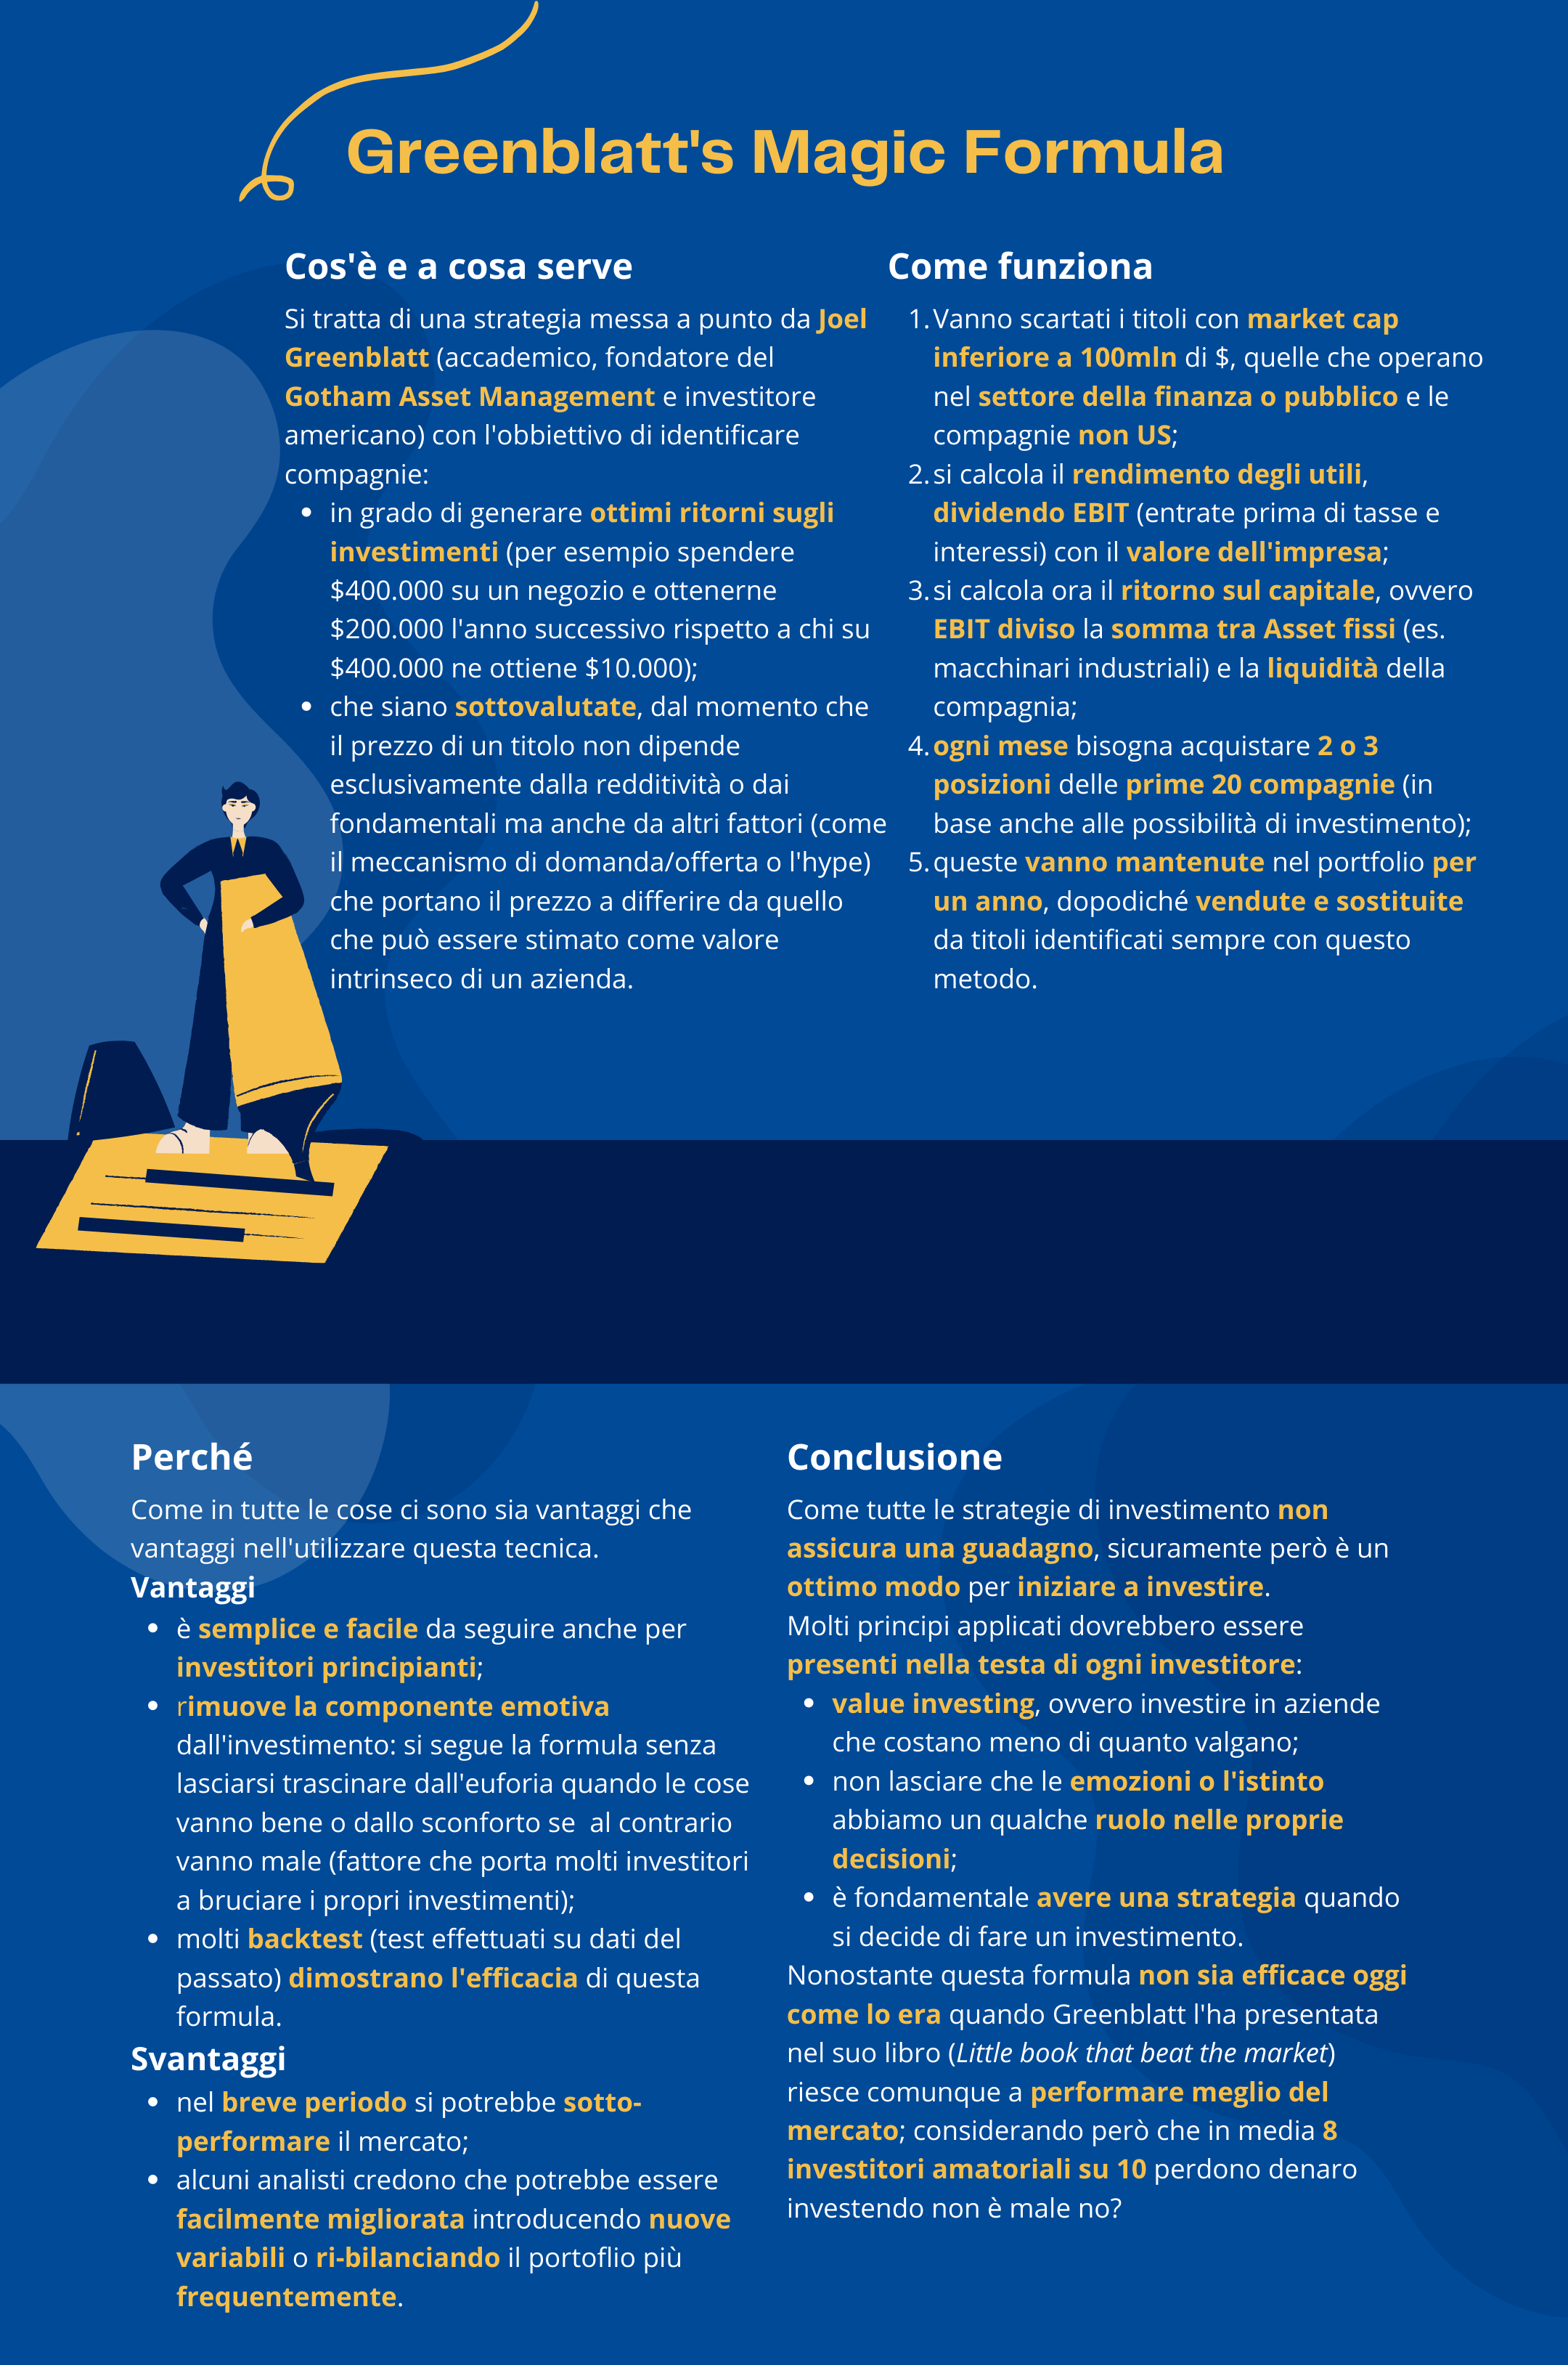 Greenblatt's Magic Formula
Cos'è e a cosa serve
Si tratta di una strategia messa a punto da Joel
Greenblatt (accademico, fondatore del
Gotham Asset Management e investitore
americano) con l'obbiettivo di identificare
compagnie:
• in grado di generare ottimi ritorni sugli
investimenti (per esempio spendere
$400.000 su un negozio e ottenerne
$200.000 l'anno successivo rispetto a chi su
$400.000 ne ottiene $10.000);
• che siano sottovalutate, dal momento che
il prezzo di un titolo non dipende
esclusivamente dalla redditività o dai
fondamentali ma anche da altri fattori (come
il meccanismo di domanda/offerta o l'hype)
che portano il prezzo a differire da quello
che può essere stimato come valore
intrinseco di un azienda.
Come funziona
1. Vanno scartati i titoli con market cap
inferiore a 100mln di $, quelle che operano
nel settore della finanza o pubblico e le
compagnie non US;
2. si calcola il rendimento degli utili,
dividendo EBIT (entrate prima di tasse e
interessi) con il valore dell'impresa;
3. si calcola ora il ritorno sul capitale, ovvero
EBIT diviso la somma tra Asset fissi (es.
macchinari industriali) e la liquidità della
compagnia;
4. ogni mese bisogna acquistare 2 o 3
posizioni delle prime 20 compagnie (in
base anche alle possibilità di investimento);
5. queste vanno mantenute nel portfolio per
un anno, dopodiché vendute e sostituite
da titoli identificati sempre con questo
metodo.
Perché
Come in tutte le cose ci sono sia vantaggi che
vantaggi nell'utilizzare questa tecnica.
Vantaggi
• è semplice e facile da seguire anche per
investitori principianti;
• rimuove la componente emotiva
dall'investimento: si segue la formula senza
lasciarsi trascinare dall'euforia quando le cose
vanno bene o dallo sconforto se  al contrario
vanno male (fattore che porta molti investitori
a bruciare i propri investimenti);
• molti backtest (test effettuati su dati del
passato) dimostrano l'efficacia di questa
formula.
Svantaggi
• nel breve periodo si potrebbe sotto-
performare il mercato;
• alcuni analisti credono che potrebbe essere
facilmente migliorata introducendo nuove
variabili o ri-bilanciando il portoflio più
frequentemente.
Conclusione
Come tutte le strategie di investimento non
assicura una guadagno, sicuramente però è un
ottimo modo per iniziare a investire.
Molti principi applicati dovrebbero essere
presenti nella testa di ogni investitore:
• value investing, ovvero investire in aziende
che costano meno di quanto valgano;
• non lasciare che le emozioni o l'istinto
abbiamo un qualche ruolo nelle proprie
decisioni;
• è fondamentale avere una strategia quando
si decide di fare un investimento.
Nonostante questa formula non sia efficace oggi
come lo era quando Greenblatt l'ha presentata
nel suo libro (Little book that beat the market)
riesce comunque a performare meglio del
mercato; considerando però che in media 8
investitori amatoriali su 10 perdono denaro
investendo non è male no?